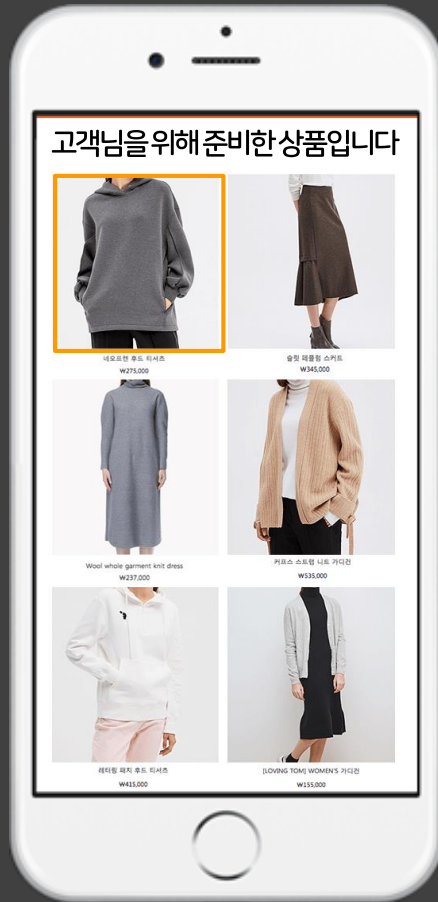 고객님을 위해 준비한 상품입니다
네오프렌 후드 티셔츠
₩275,000
슬릿 페플럼 스커트
₩345,000
Wool whole garment knit dress
₩237,000
커프스 스트랩 니트 가디건
₩535,000
레터링 패치 후드 티셔츠
₩415,000
[LOVING TOM] WOMEN'S 가디건
₩155,000